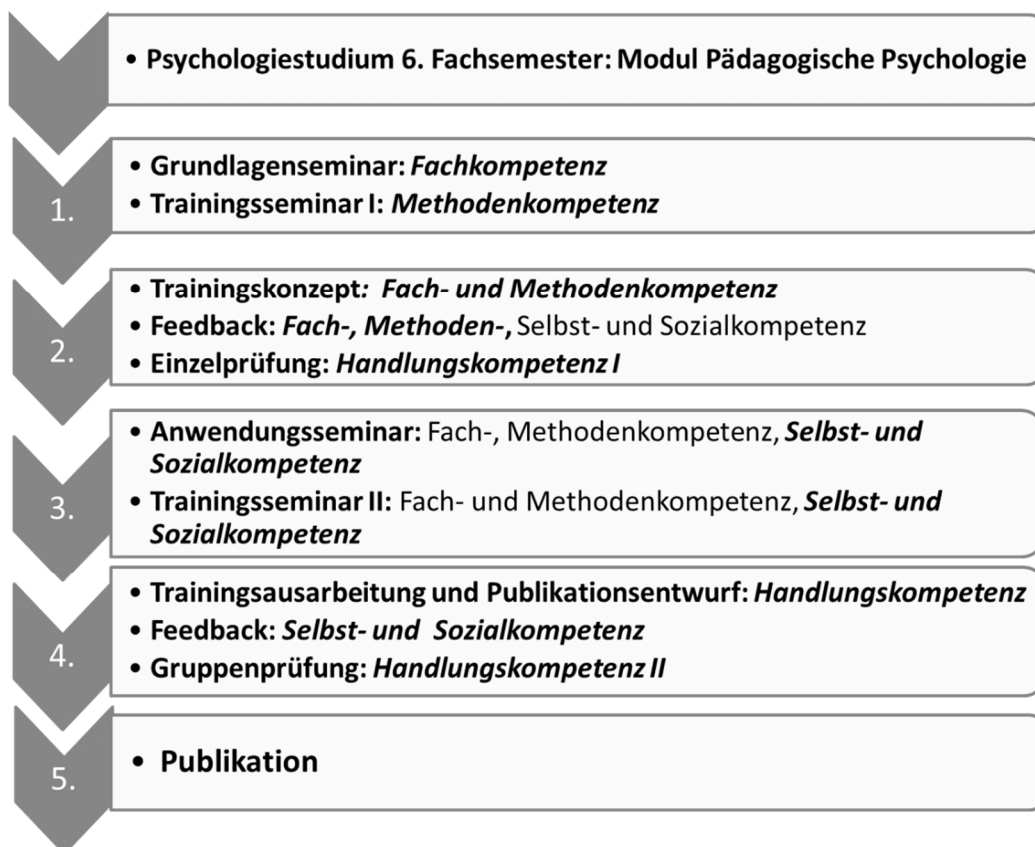 • Psychologiestudium 6. Fachsemester: Modul Pädagogische Psychologie
1.
• Grundlagenseminar: Fachkompetenz
• Trainingsseminar I: Methodenkompetenz
2.
• Trainingskonzept: Fach- und Methodenkompetenz
• Feedback: Fach-, Methoden-, Selbst- und Sozialkompetenz
• Einzelprüfung: Handlungskompetenz I
3.
• Anwendungsseminar: Fach-, Methodenkompetenz, Selbst- und
Sozialkompetenz
• Trainingsseminar II: Fach- und Methodenkompetenz, Selbst- und
Sozialkompetenz
4.
• Trainingsausarbeitung und Publikationsentwurf: Handlungskompetenz
• Feedback: Selbst- und Sozialkompetenz
• Gruppenprüfung: Handlungskompetenz II
5.
• Publikation